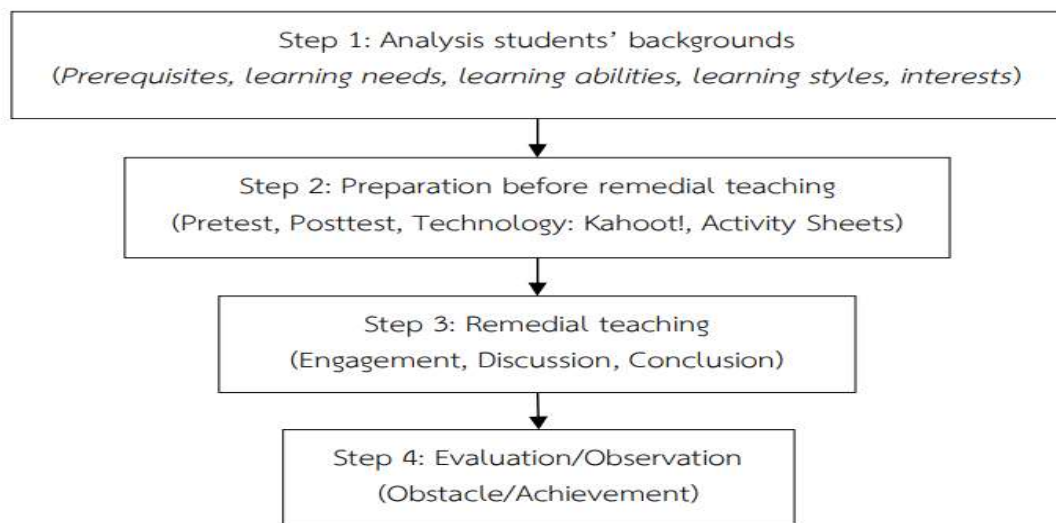 Step 1: Analysis students’ backgrounds
(Prerequisites, learning needs, learning abilities, learning styles, interests)
Step 2: Preparation before remedial teaching
(Pretest, Posttest, Technology: Kahoot!, Activity Sheets)
Step 3: Remedial teaching
(Engagement, Discussion, Conclusion)
Step 4: Evaluation/Observation
(Obstacle/Achievement)